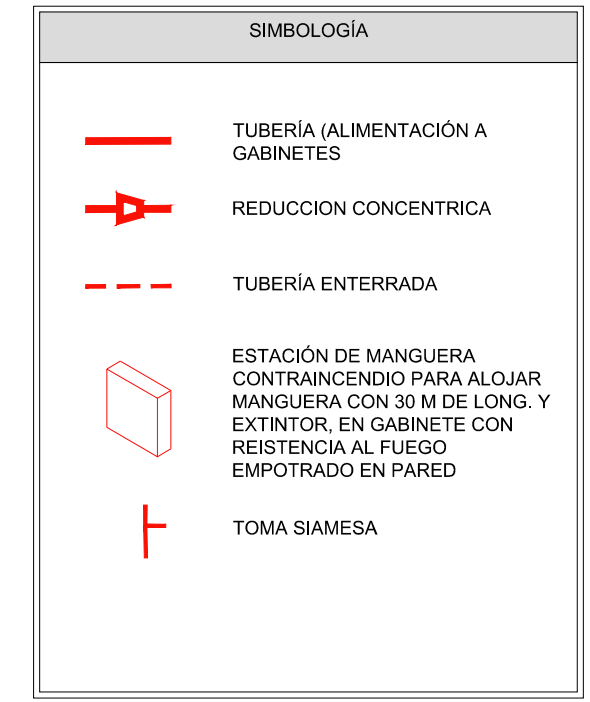 SIMBOLOGÍA
TUBERÍA (ALIMENTACIÓN A
GABINETES
REDUCCION CONCENTRICA
TUBERÍA ENTERRADA
ESTACIÓN DE MANGUERA
CONTRAINCENDIO PARA ALOJAR
MANGUERA CON 30 M DE LONG. Y
EXTINTOR, EN GABINETE CON
REISTENCIA AL FUEGO
EMPOTRADO EN PARED
TOMA SIAMESA